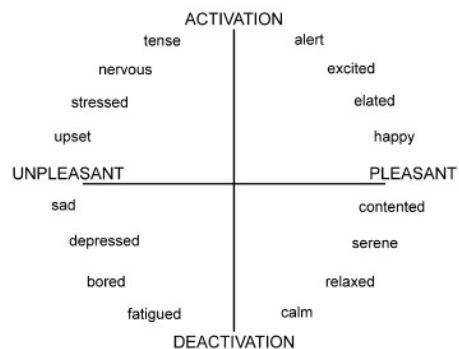 ACTIVATION
tense alert
nervous excited
stressed elated
upset happy
UNPLEASANT PLEASANT
sad contented
depressed serene
bored relaxed
fatigued calm
DEACTIVATION